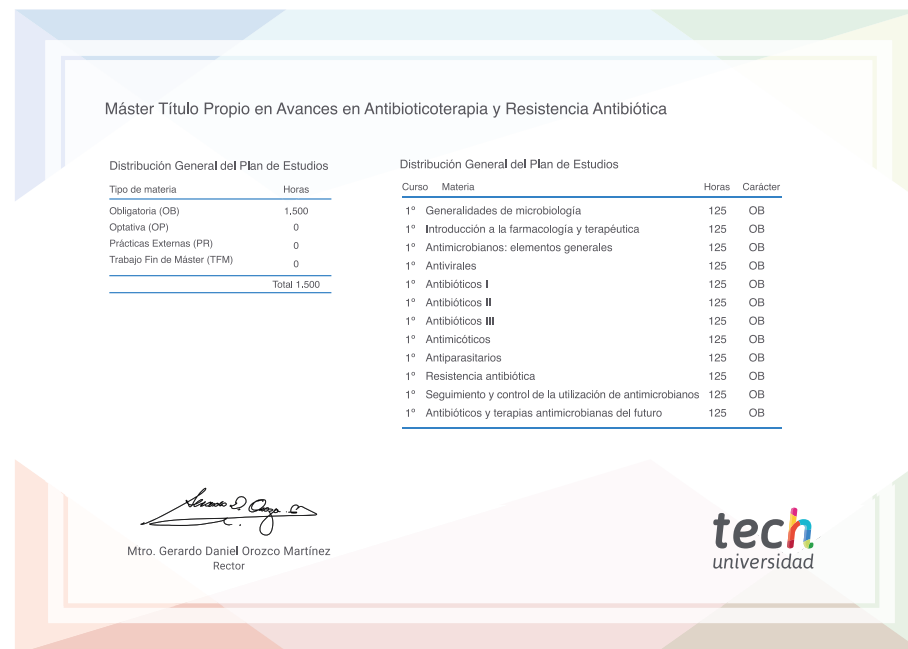 Máster Título Propio en Avances en Antibioticoterapia y Resistencia Antibiótica
Distribución General del Plan de Estudios
Tipo de materia Horas
Obligatoria (OB) 1,500
Optativa (OP) 0
Prácticas Externas (PR) 0
Trabajo Fin de Máster (TFM) 0
Total 1.500
Distribución General del Plan de Estudios
Curso Materia Horas Carácter
1º Generalidades de microbiología 125 OB
1º Introducción a la farmacología y terapéutica 125 OB
1º Antimicrobianos: elementos generales 125 OB
1º Antivirales 125 OB
1º Antibióticos I 125 OB
1º Antibióticos II 125 OB
1º Antibióticos III 125 OB
1º Antimicóticos 125 OB
1º Antiparasitarios 125 OB
1º Resistencia antibiótica 125 OB
1º Seguimiento y control de la utilización de antimicrobianos 125 OB
1º Antibióticos y terapias antimicrobianas del futuro 125 OB
Mtro. Gerardo Daniel Orozco Martínez
Rector
tech
universidad